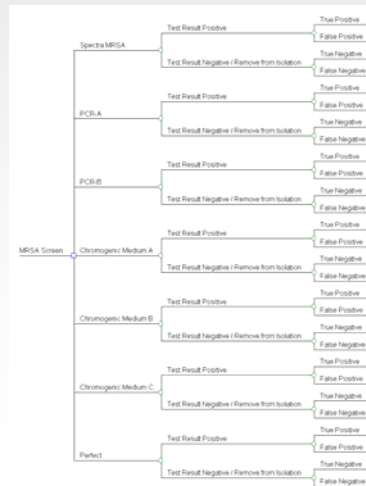 True Positive
Test Result Positive
False Positive
Spectra MRSA
True Negative
Test Result Negative / Remove from Isolation
False Negative
True Positive
Test Result Positive
False Positive
PCR-A
True Negative
Test Result Negative / Remove from Isolation
False Negative
True Positive
Test Result Positive
False Positive
PCR-B
True Negative
Test Result Negative / Remove from Isolation
False Negative
True Positive
Test Result Positive
False Positive
MRSA Screen
Chromogenic Medium A
True Negative
Test Result Negative / Remove from Isolation
False Negative
True Positive
Test Result Positive
False Positive
Chromogenic Medium B
True Negative
Test Result Negative / Remove from Isolation
False Negative
True Positive
Test Result Positive
False Positive
Chromogenic Medium C
True Negative
Test Result Negative / Remove from Isolation
False Negative
True Positive
Test Result Positive
False Positive
Perfect
True Negative
Test Result Negative / Remove from Isolation
False Negative